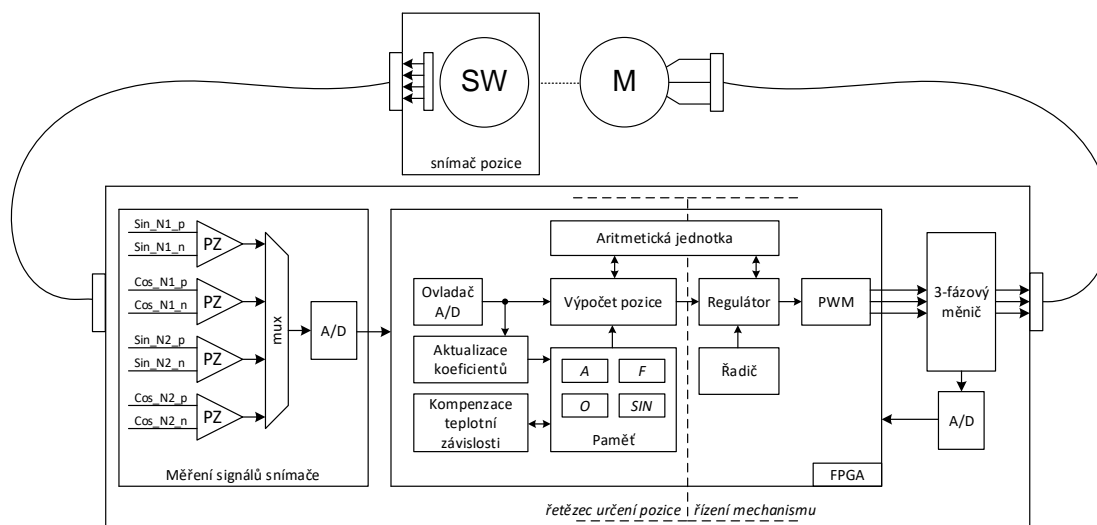 SW
M
snímač pozice
Sin_N1_p
Sin_N1_n
PZ
Cos_N1_p
Cos_N1_n
PZ
Sin_N2_p
Sin_N2_n
PZ
Cos_N2_p
Cos_N2_n
PZ
mux
A/D
Měření signálů snímače
Aritmetická jednotka
Ovladač
A/D
Výpočet pozice
Regulátor
PWM
3-fázový
měnič
Aktualizace
koeficientů
A
F
O
SIN
Paměť
Řadič
Kompenzace
teplotní
závislosti
A/D
FPGA
řetězec určení pozice
řízení mechanismu